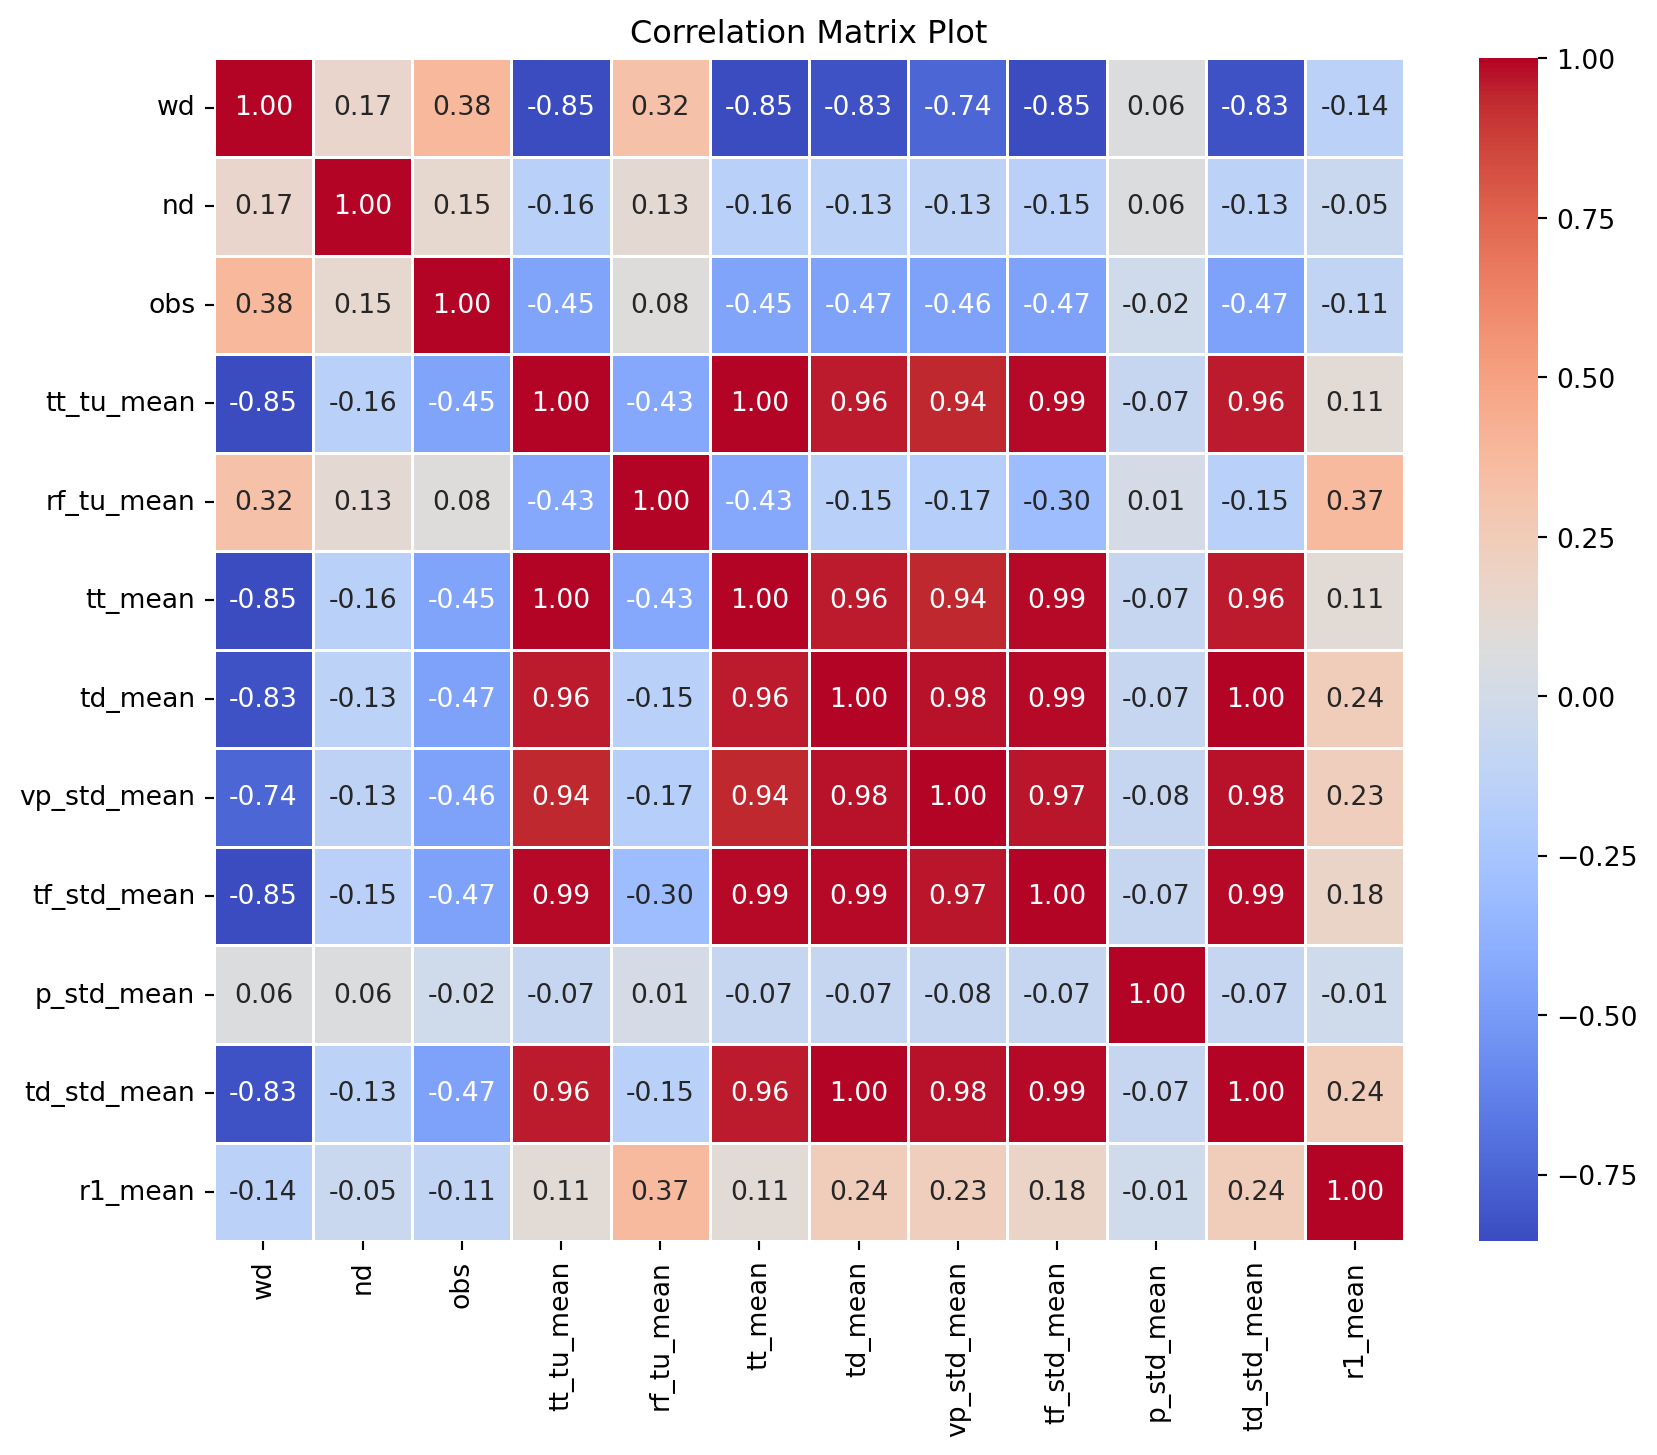 Correlation Matrix Plot
wd 1.00 0.17 0.38 -0.85 0.32 -0.85 -0.83 -0.74 -0.85 0.06 -0.83 -0.14
nd 0.17 1.00 0.15 -0.16 0.13 -0.16 -0.13 -0.13 -0.15 0.06 -0.13 -0.05
obs 0.38 0.15 1.00 -0.45 0.08 -0.45 -0.47 -0.46 -0.47 -0.02 -0.47 -0.11
tt_tu_mean -0.85 -0.16 -0.45 1.00 -0.43 1.00 0.96 0.94 0.99 -0.07 0.96 0.11
rf_tu_mean 0.32 0.13 0.08 -0.43 1.00 -0.43 -0.15 -0.17 -0.30 0.01 -0.15 0.37
tt_mean -0.85 -0.16 -0.45 1.00 -0.43 1.00 0.96 0.94 0.99 -0.07 0.96 0.11
td_mean -0.83 -0.13 -0.47 0.96 -0.15 0.96 1.00 0.98 0.99 -0.07 1.00 0.24
vp_std_mean -0.74 -0.13 -0.46 0.94 -0.17 0.94 0.98 1.00 0.97 -0.08 0.98 0.23
tf_std_mean -0.85 -0.15 -0.47 0.99 -0.30 0.99 0.99 0.97 1.00 -0.07 0.99 0.18
p_std_mean 0.06 0.06 -0.02 -0.07 0.01 -0.07 -0.07 -0.08 -0.07 1.00 -0.07 -0.01
td_std_mean -0.83 -0.13 -0.47 0.96 -0.15 0.96 1.00 0.98 0.99 -0.07 1.00 0.24
r1_mean -0.14 -0.05 -0.11 0.11 0.37 0.11 0.24 0.23 0.18 -0.01 0.24 1.00
wd
nd
obs
tt_tu_mean
rf_tu_mean
tt_mean
td_mean
vp_std_mean
tf_std_mean
p_std_mean
td_std_mean
r1_mean
1.00
0.75
0.50
0.25
0.00
−0.25
−0.50
−0.75